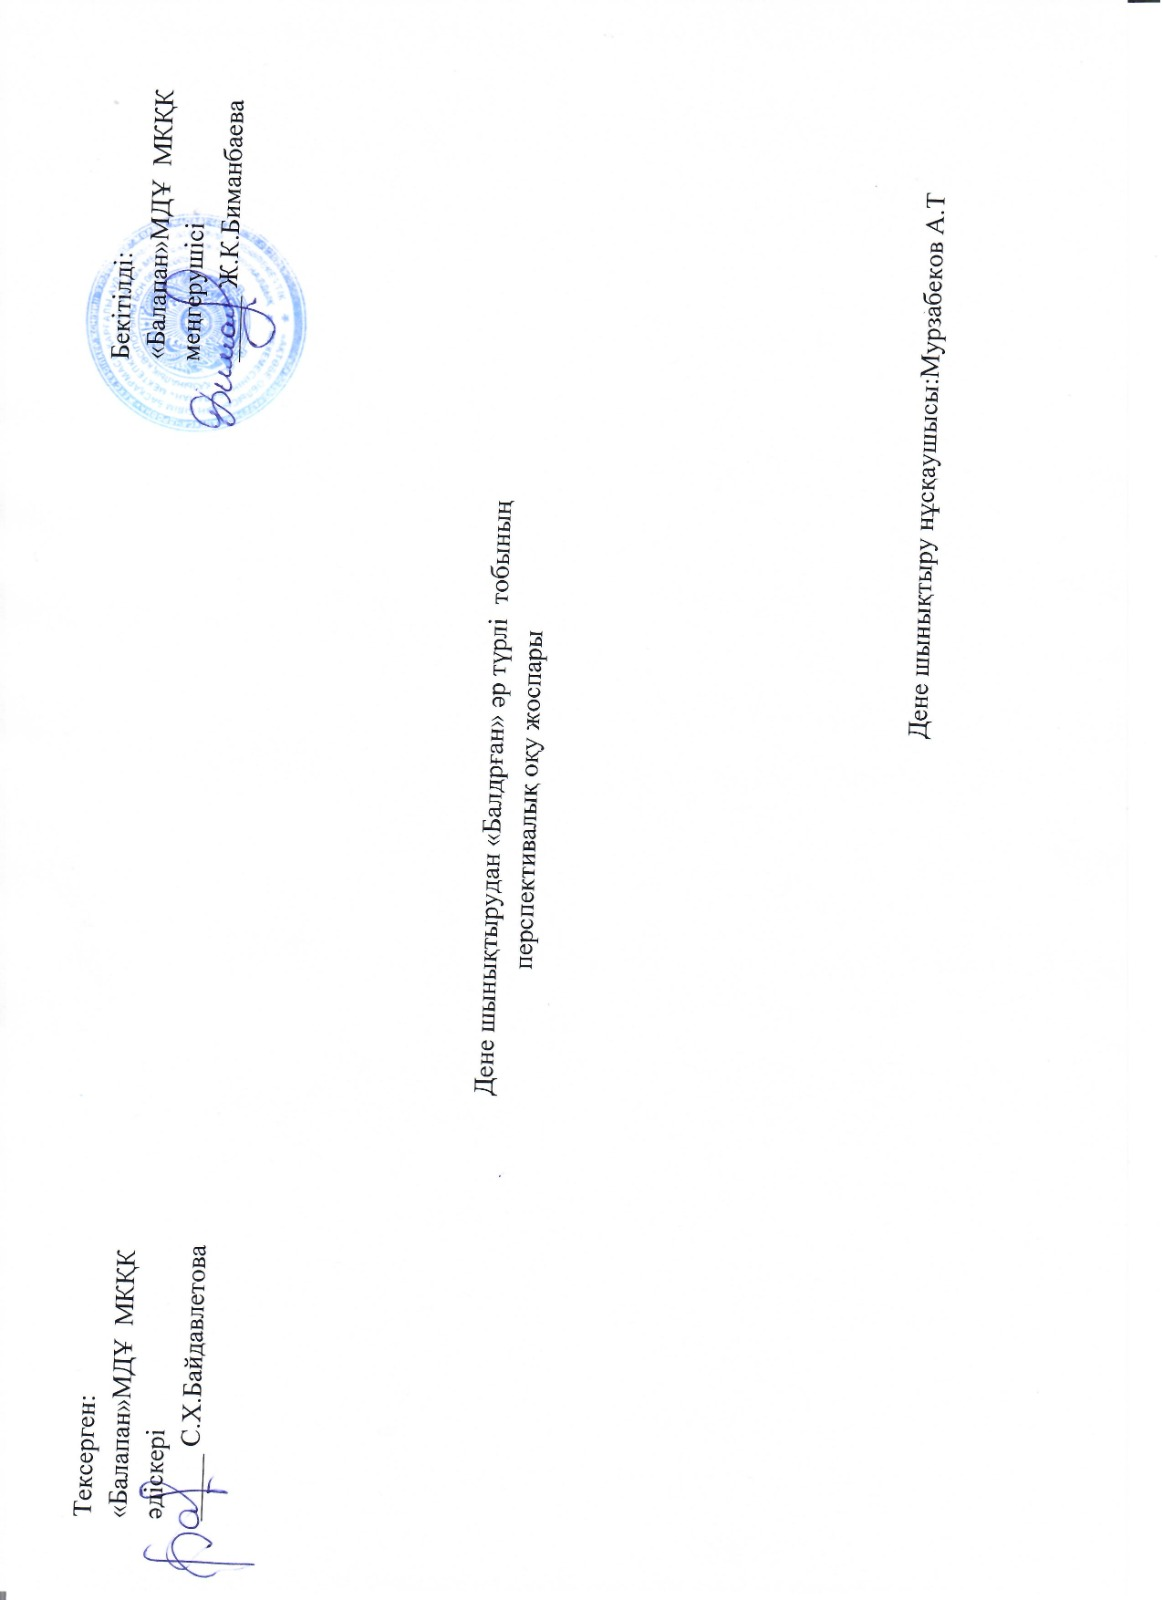 Тексерген:
«Балапан»МДҰ МКҚК
әдіскері
С.Х.Байдавлетова
Бекітілді:
«Балапан»МДҰ МКҚК
меңгерушісі
Ж.К.Биманбаева
Дене шынықтырудан «Балдрған» әр түрлі тобының
перспективалық оқу жоспары
Дене шынықтыру нұсқаушысы:Мурзабеков А.Т